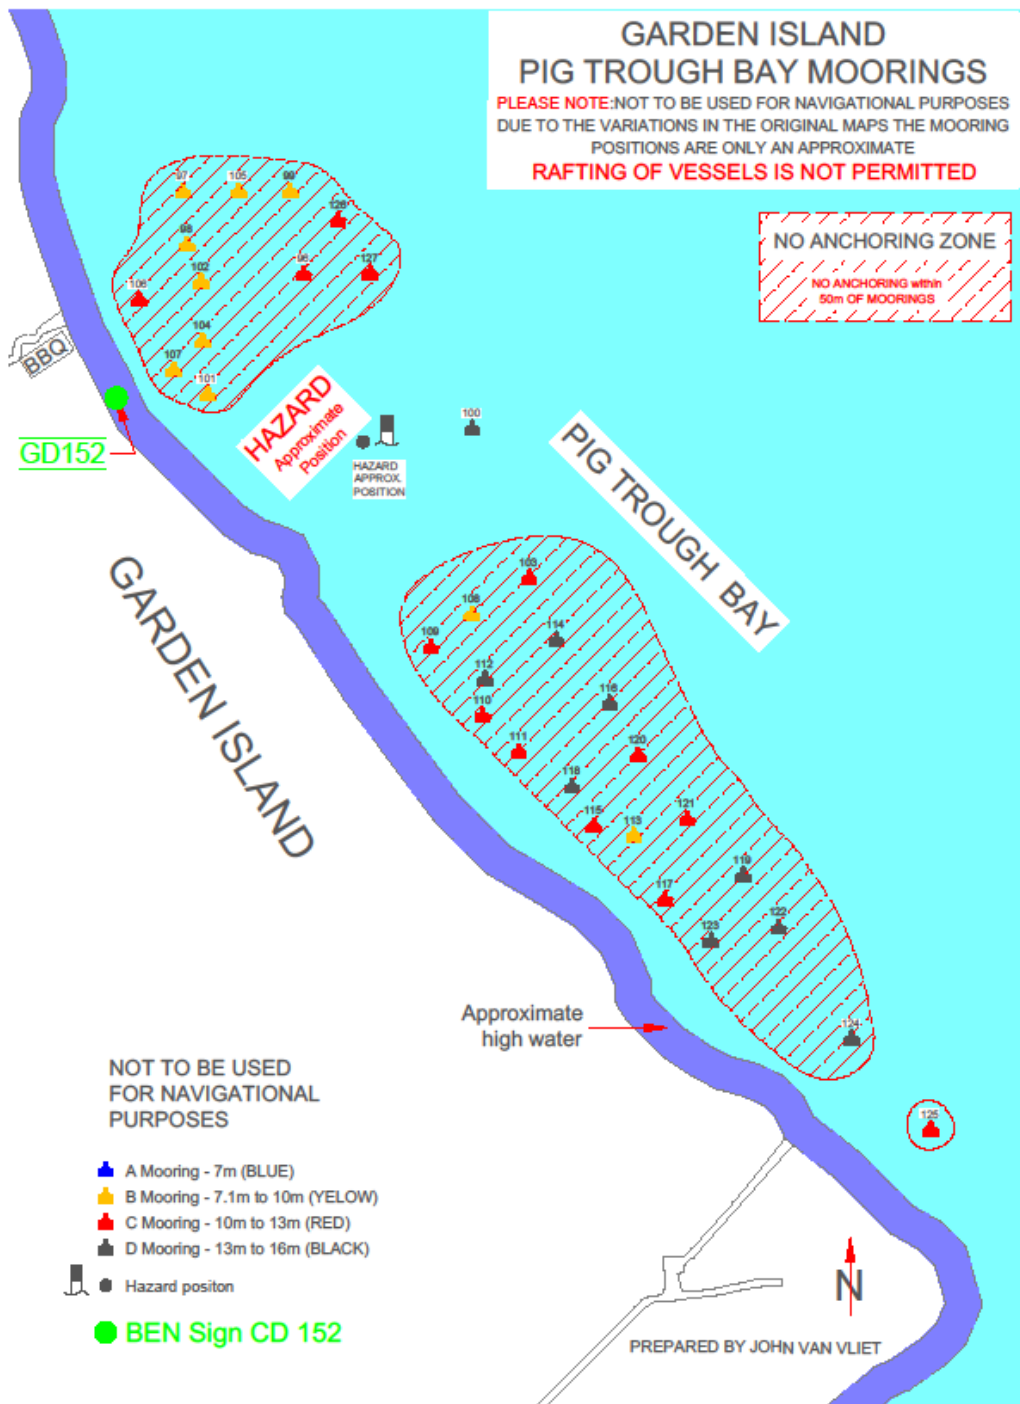 GARDEN ISLAND
PIG TROUGH BAY MOORINGS
PLEASE NOTE:NOT TO BE USED FOR NAVIGATIONAL PURPOSES
DUE TO THE VARIATIONS IN THE ORIGINAL MAPS THE MOORING
POSITIONS ARE ONLY AN APPROXIMATE
RAFTING OF VESSELS IS NOT PERMITTED
NO ANCHORING ZONE
NO ANCHORING within
50m OF MOORINGS
97
105
99
126
98
96
127
102
106
104
107
101
BBQ
GD152
HAZARD
Approximate
Position
HAZARD
APPROX.
POSITION
100
PIG TROUGH BAY
GARDEN ISLAND
103
108
109
114
112
116
110
111
120
118
115
113
121
119
117
123
122
124
125
Approximate
high water
NOT TO BE USED
FOR NAVIGATIONAL
PURPOSES
A Mooring - 7m (BLUE)
B Mooring - 7.1m to 10m (YELOW)
C Mooring - 10m to 13m (RED)
D Mooring - 13m to 16m (BLACK)
Hazard positon
BEN Sign CD 152
N
PREPARED BY JOHN VAN VLIET